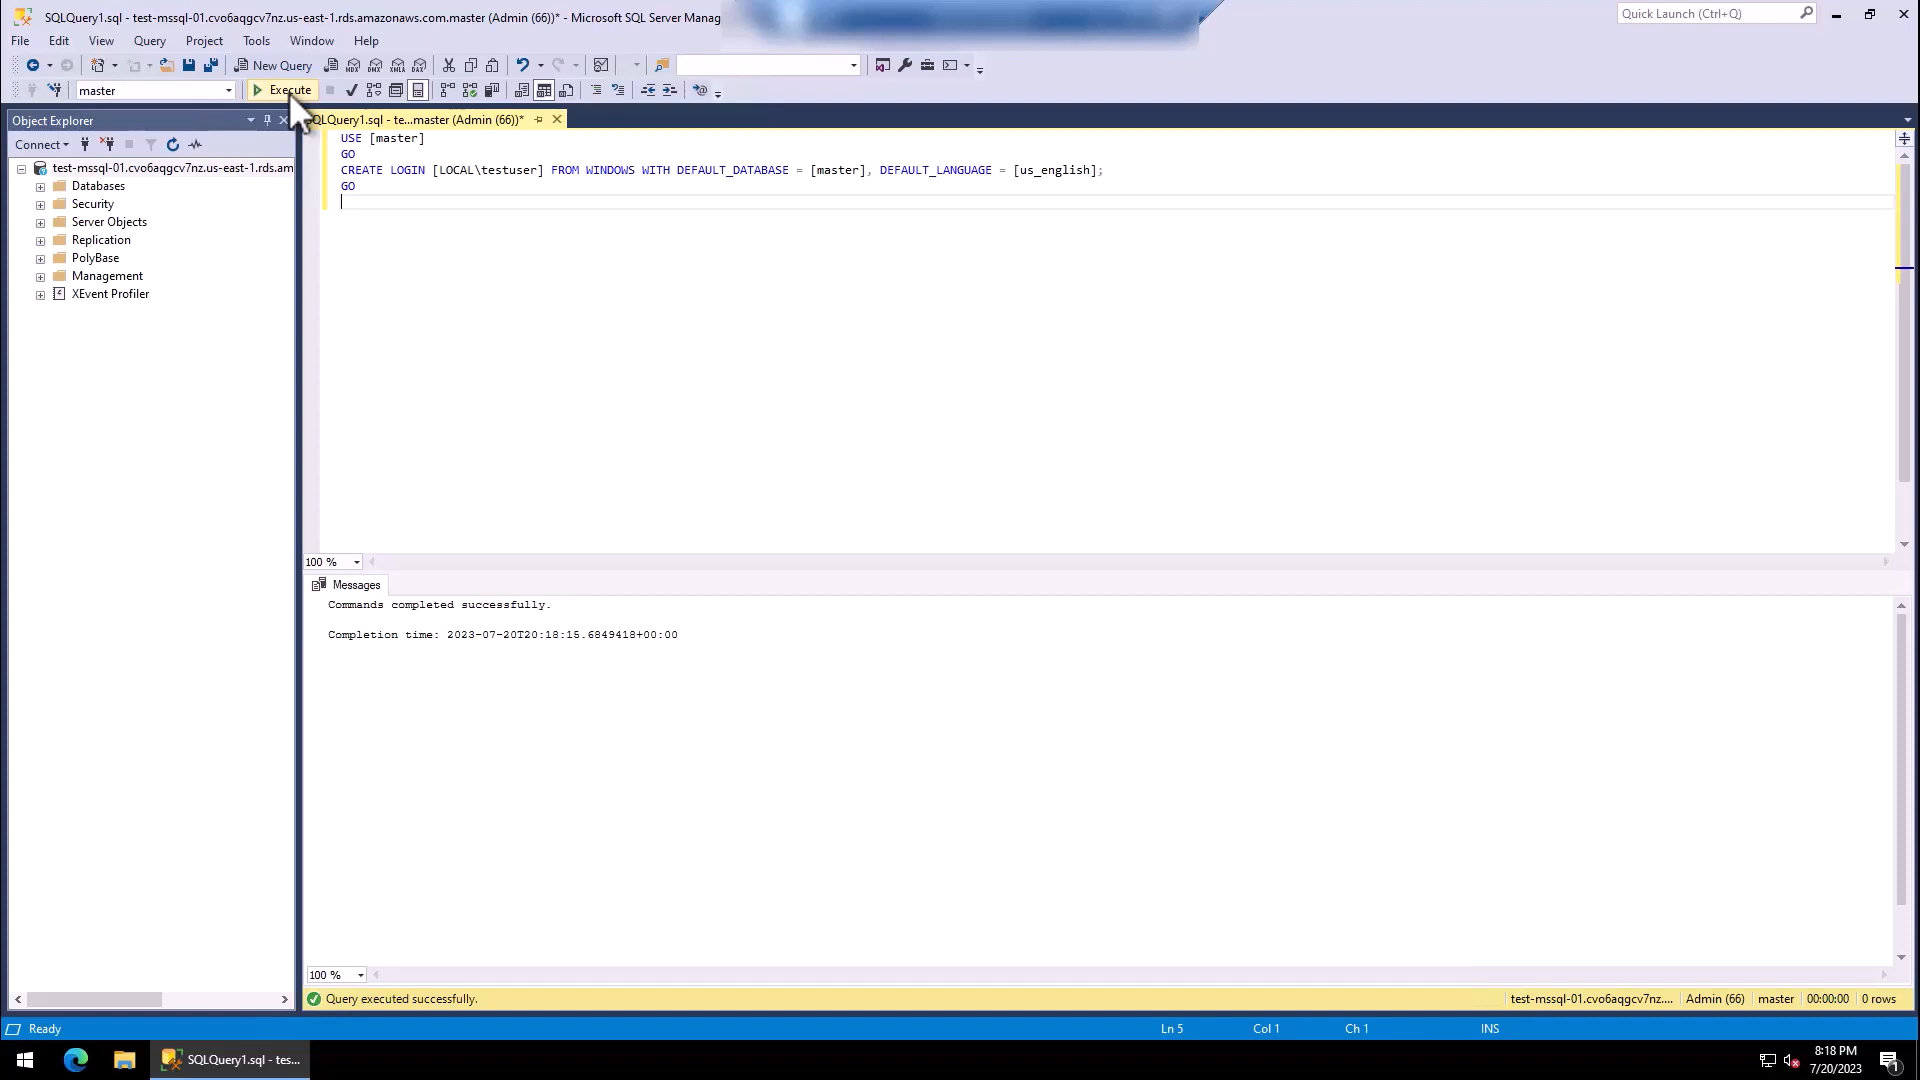 SQLQuery1.sql - test-mssql-01.cvo6aqgcv7nz.us-east-1.rds.amazonaws.com.master (Admin (66))* - Microsoft SQL Server Manag
Quick Launch (Ctrl+Q)
File Edit View Query Project Tools Window Help
New Query
MDX DMX XMLA DAX
master
Execute
Object Explorer
QLQuery1.sql - te...master (Admin (66))*
Connect
test-mssql-01.cvo6aqgcv7nz.us-east-1.rds.am
Databases
Security
Server Objects
Replication
PolyBase
Management
XEvent Profiler
USE [master]
GO
CREATE LOGIN [LOCAL\testuser] FROM WINDOWS WITH DEFAULT_DATABASE = [master], DEFAULT_LANGUAGE = [us_english];
GO
100 %
Messages
Commands completed successfully.
Completion time: 2023-07-20T20:18:15.6849418+00:00
100 %
Query executed successfully.
test-mssql-01.cvo6aqgcv7nz.... Admin (66) master 00:00:00 0 rows
Ready
Ln 5 Col 1 Ch 1 INS
SQLQuery1.sql - tes...
8:18 PM
7/20/2023
1